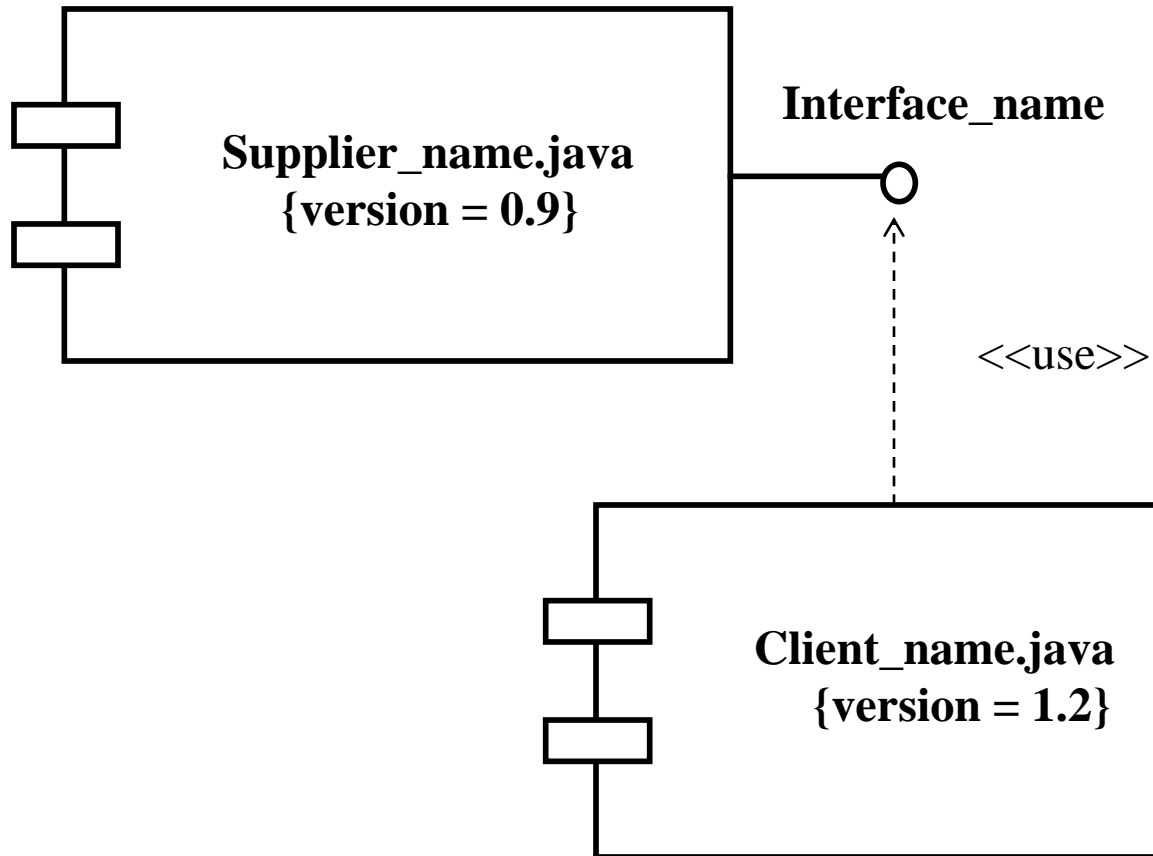 Interface_name
Supplier_name.java
{version = 0.9}
<<use>>
Client_name.java
{version = 1.2}